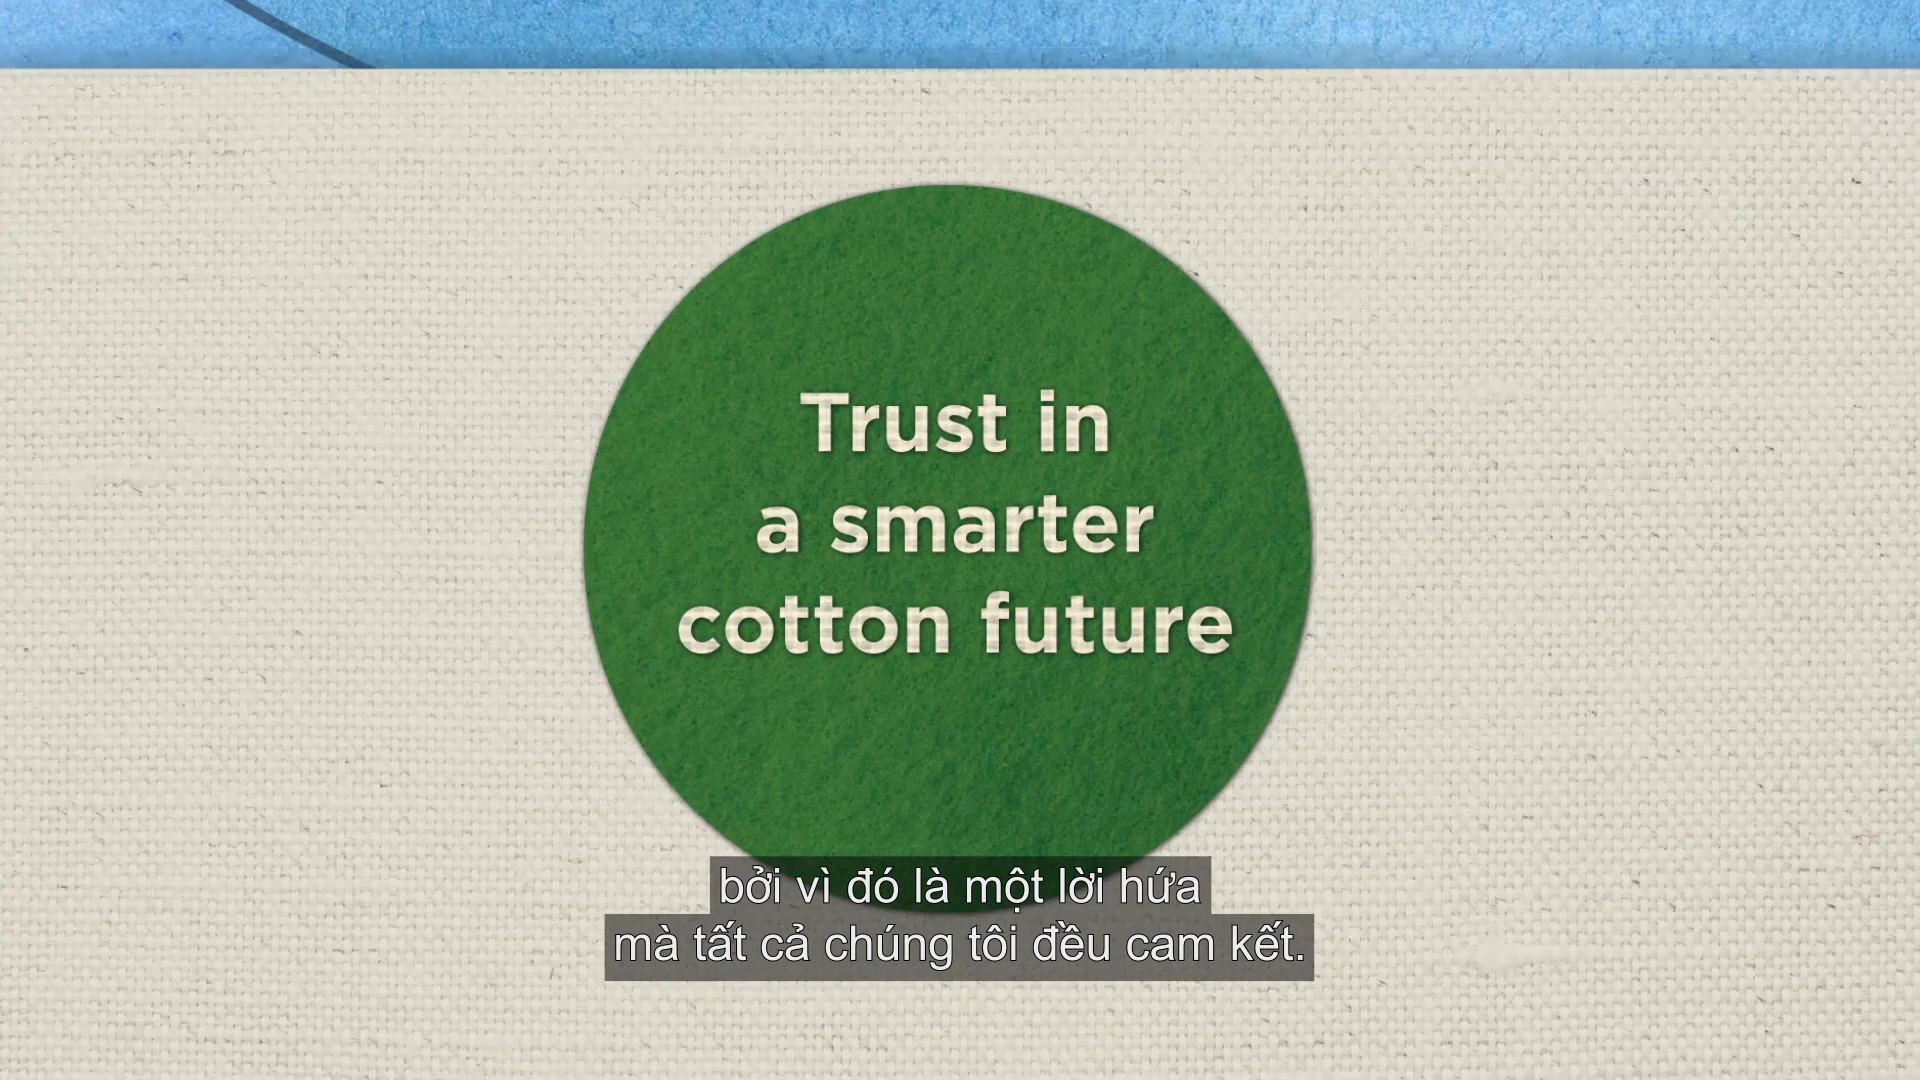 Trust in
a smarter
cotton future
bởi vì đó là một lời hứa
mà tất cả chúng tôi đều cam kết.